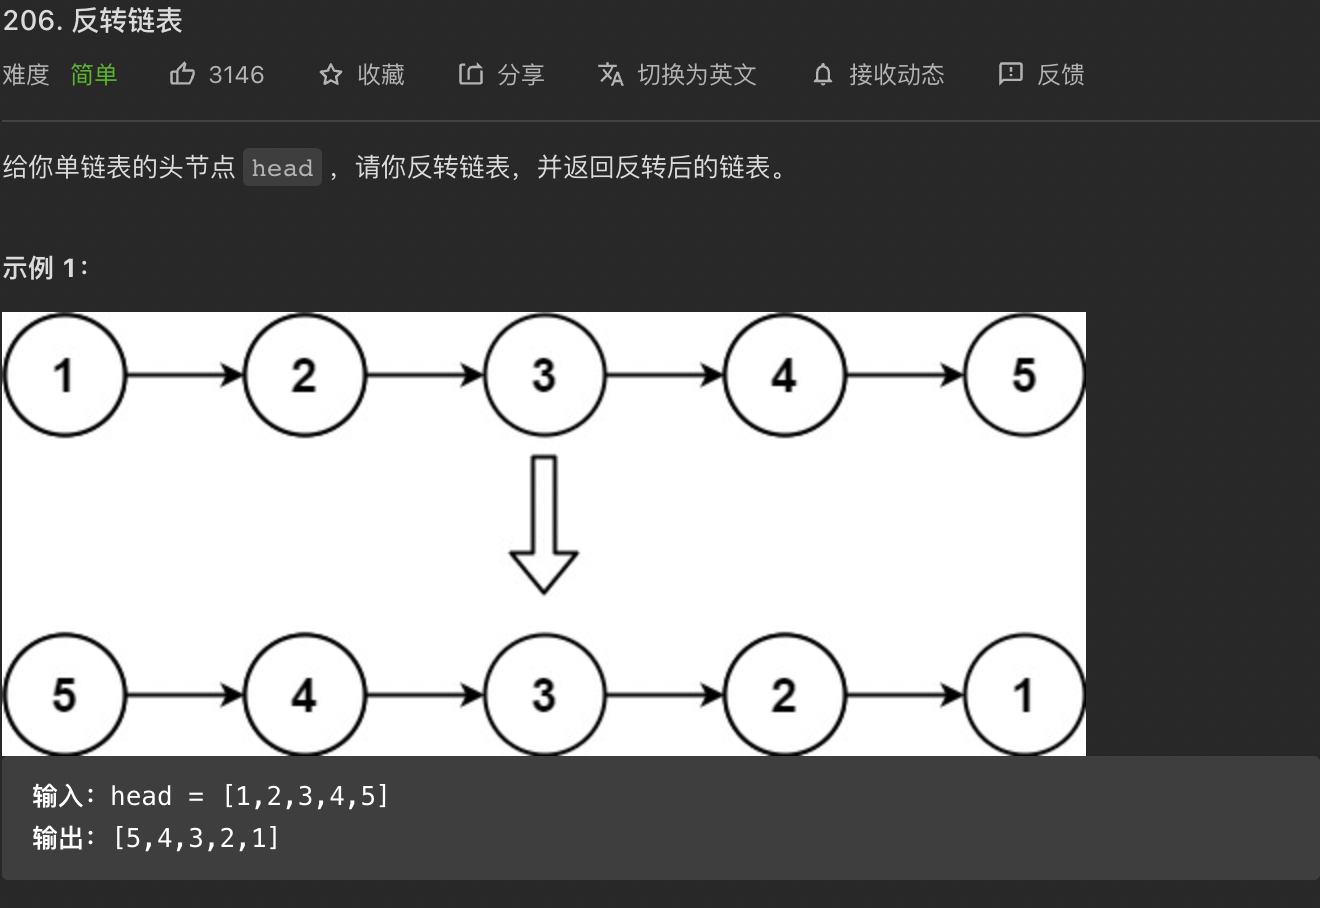 206. 反转链表
难度 简单 3146 收藏 分享 切换为英文 接收动态 反馈
给你单链表的头节点 head ，请你反转链表，并返回反转后的链表。
示例 1：
1 2 3 4 5
5 4 3 2 1
输入：head = [1,2,3,4,5]
输出：[5,4,3,2,1]